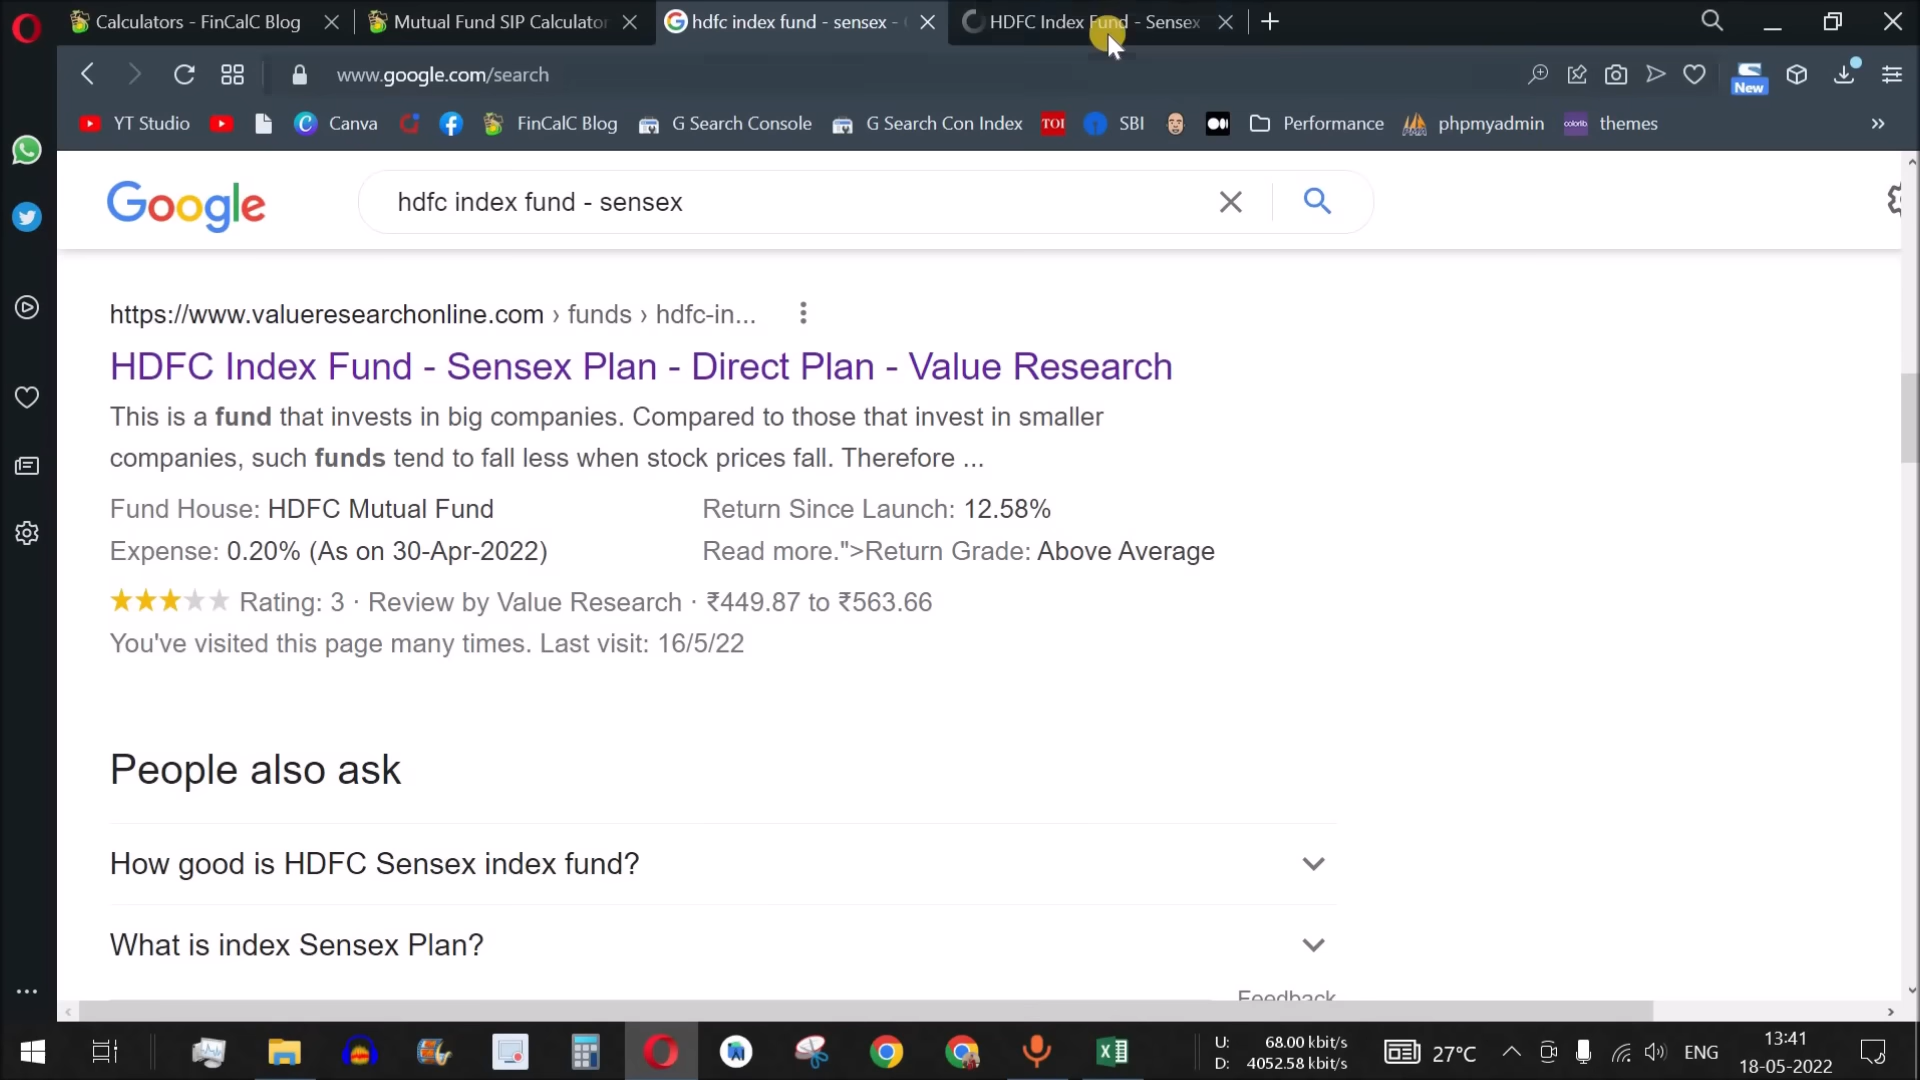 Calculators - FinCalC Blog
Mutual Fund SIP Calculator
hdfc index fund - sensex -
HDFC Index Fund - Sensex
www.google.com/search
New
YT Studio
Canva
FinCalC Blog
G Search Console
G Search Con Index
TOI
SBI
Performance
phpmyadmin
colorlib
themes
Google
hdfc index fund - sensex
https://www.valueresearchonline.com › funds › hdfc-in...
HDFC Index Fund - Sensex Plan - Direct Plan - Value Research
This is a fund that invests in big companies. Compared to those that invest in smaller
companies, such funds tend to fall less when stock prices fall. Therefore ...
Fund House: HDFC Mutual Fund
Return Since Launch: 12.58%
Expense: 0.20% (As on 30-Apr-2022)
Read more.">Return Grade: Above Average
Rating: 3 · Review by Value Research · ₹449.87 to ₹563.66
You've visited this page many times. Last visit: 16/5/22
People also ask
How good is HDFC Sensex index fund?
What is index Sensex Plan?
Feedback
U: 68.00 kbit/s
D: 4052.58 kbit/s
27°C
ENG
13:41
18-05-2022